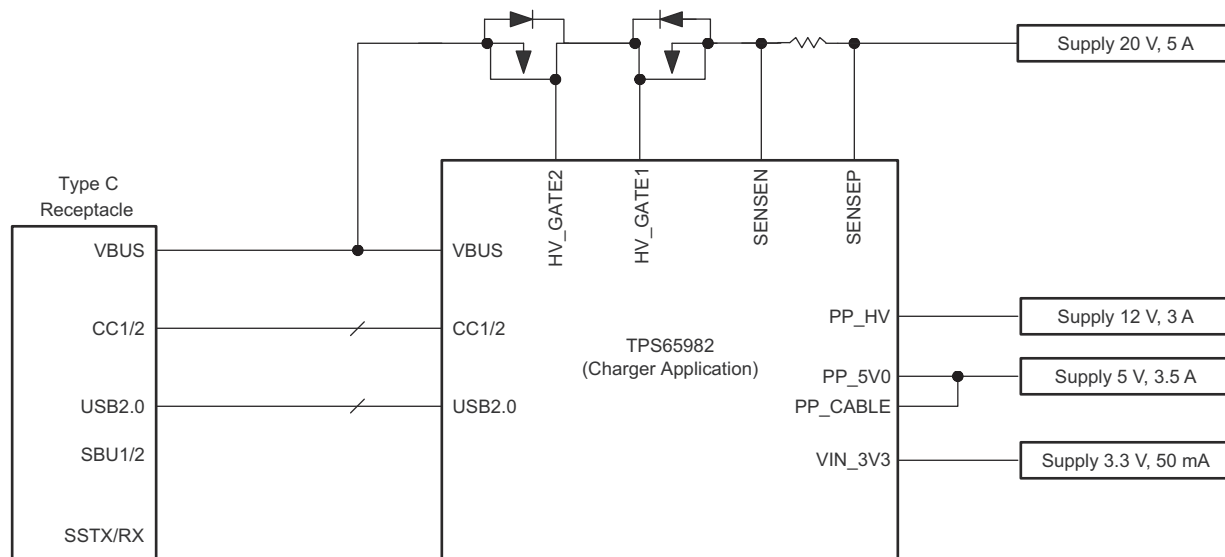 Supply 20 V, 5 A
HV_GATE2
HV_GATE1
SENSEN
SENSEP
Type C
Receptacle
VBUS
VBUS
CC1/2
CC1/2
USB2.0
USB2.0
SBU1/2
SSTX/RX
TPS65982
(Charger Application)
PP_HV
Supply 12 V, 3 A
PP_5V0
Supply 5 V, 3.5 A
PP_CABLE
VIN_3V3
Supply 3.3 V, 50 mA